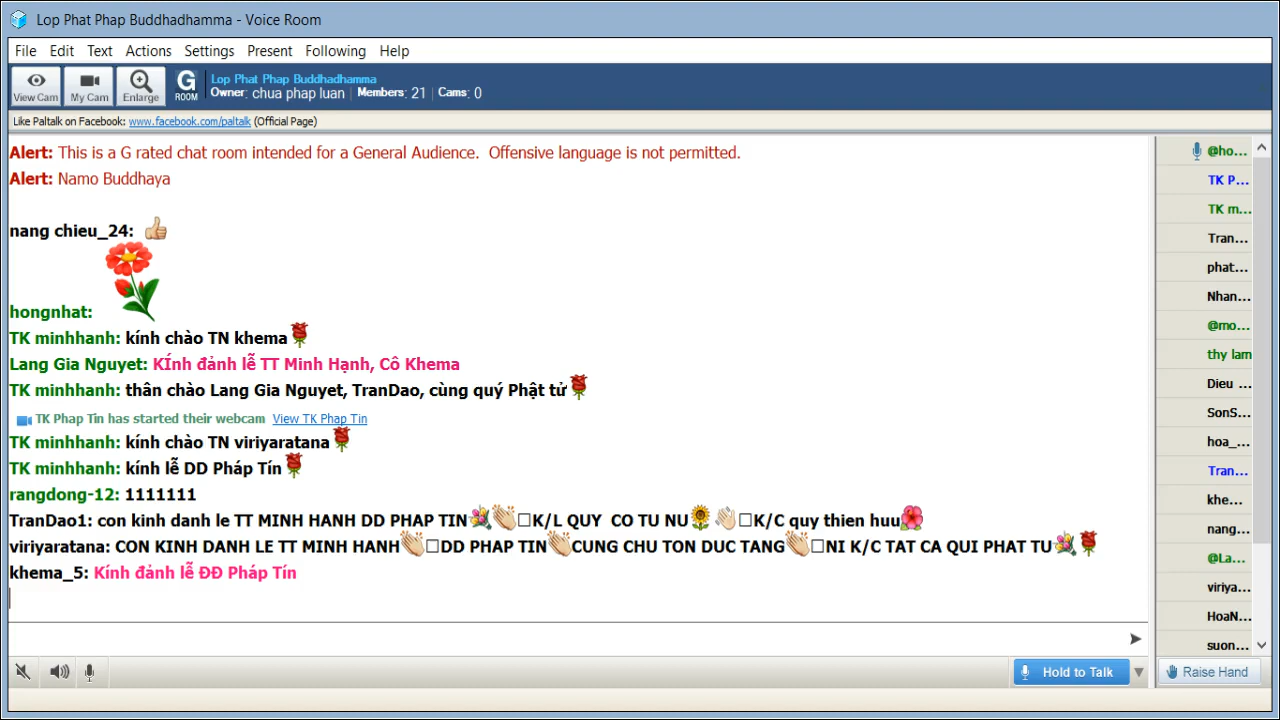 Lop Phat Phap Buddhadhamma - Voice Room
File Edit Text Actions Settings Present Following Help
View Cam My Cam Enlarge G ROOM
Lop Phat Phap Buddhadhamma
Owner: chua phap luan Members: 21 Cams: 0
Like Paltalk on Facebook: www.facebook.com/paltalk (Official Page)
Alert: This is a G rated chat room intended for a General Audience. Offensive language is not permitted.
Alert: Namo Buddhaya
nang chieu_24:
hongnhat:
TK minhhanh: kính chào TN khema
Lang Gia Nguyet: KÍnh đảnh lễ TT Minh Hạnh, Cô Khema
TK minhhanh: thân chào Lang Gia Nguyet, TranDao, cùng quý Phật tử
TK Phap Tin has started their webcam View TK Phap Tin
TK minhhanh: kính chào TN viriyaratana
TK minhhanh: kính lễ DD Pháp Tín
rangdong-12: 1111111
TranDao1: con kinh danh le TT MINH HANH DD PHAP TIN K/L QUY CO TU NU K/C quy thien huu
viriyaratana: CON KINH DANH LE TT MINH HANH DD PHAP TIN CUNG CHU TON DUC TANG NI K/C TAT CA QUI PHAT TU
khema_5: Kính đảnh lễ ĐĐ Pháp Tín
@ho...
TK P...
TK m...
Tran...
phat...
Nhan...
@mo...
thy lam
Dieu ...
SonS...
hoa_...
Tran...
khe...
nang...
@La...
viriya...
HoaN...
suon...
Hold to Talk
Raise Hand